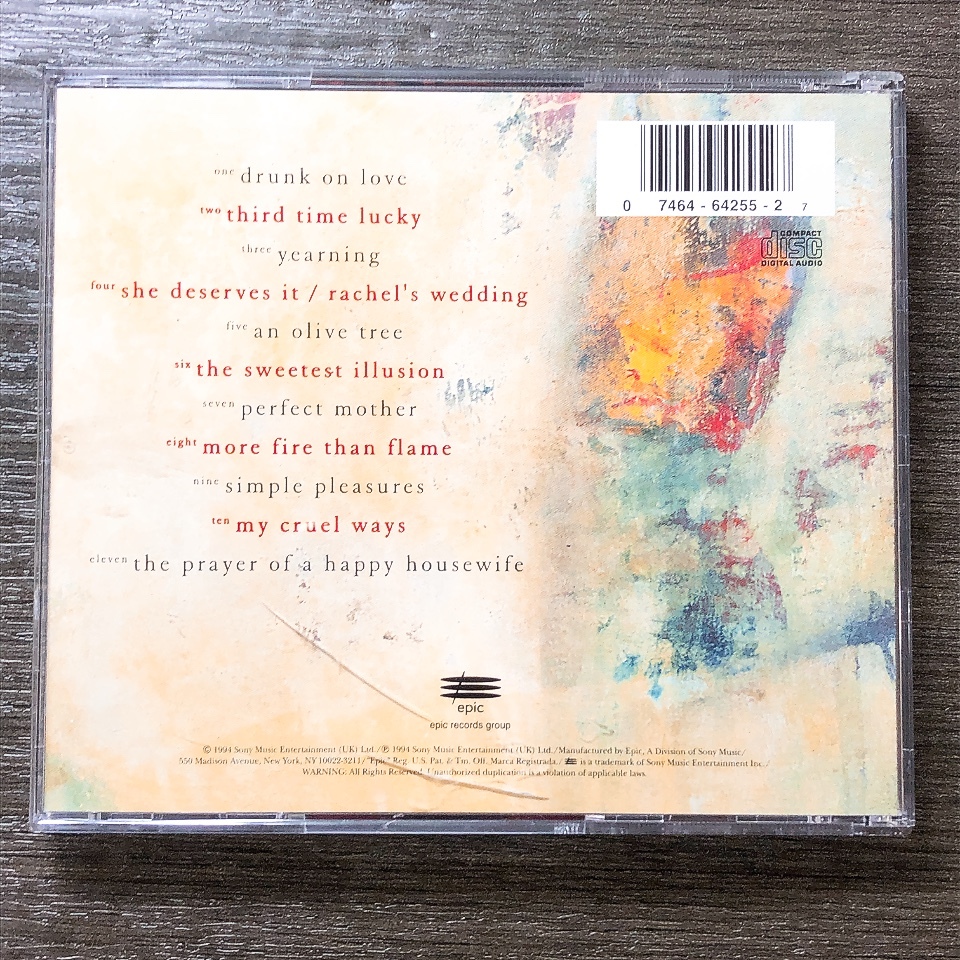 one drunk on love
two third time lucky
three yearning
four she deserves it / rachel's wedding
five an olive tree
six the sweetest illusion
seven perfect mother
eight more fire than flame
nine simple pleasures
ten my cruel ways
eleven the prayer of a happy housewife
0 7464 - 64255 - 2 7
COMPACT
disc
DIGITAL AUDIO
epic
epic records group
© 1994 Sony Music Entertainment (UK) Ltd./℗ 1994 Sony Music Entertainment (UK) Ltd./Manufactured by Epic, A Division of Sony Music/
550 Madison Avenue, New York, NY 10022-3211/"Epic" Reg. U.S. Pat. & Tm. Off. Marca Registrada./ is a trademark of Sony Music Entertainment Inc./
WARNING: All Rights Reserved. Unauthorized duplication is a violation of applicable laws.